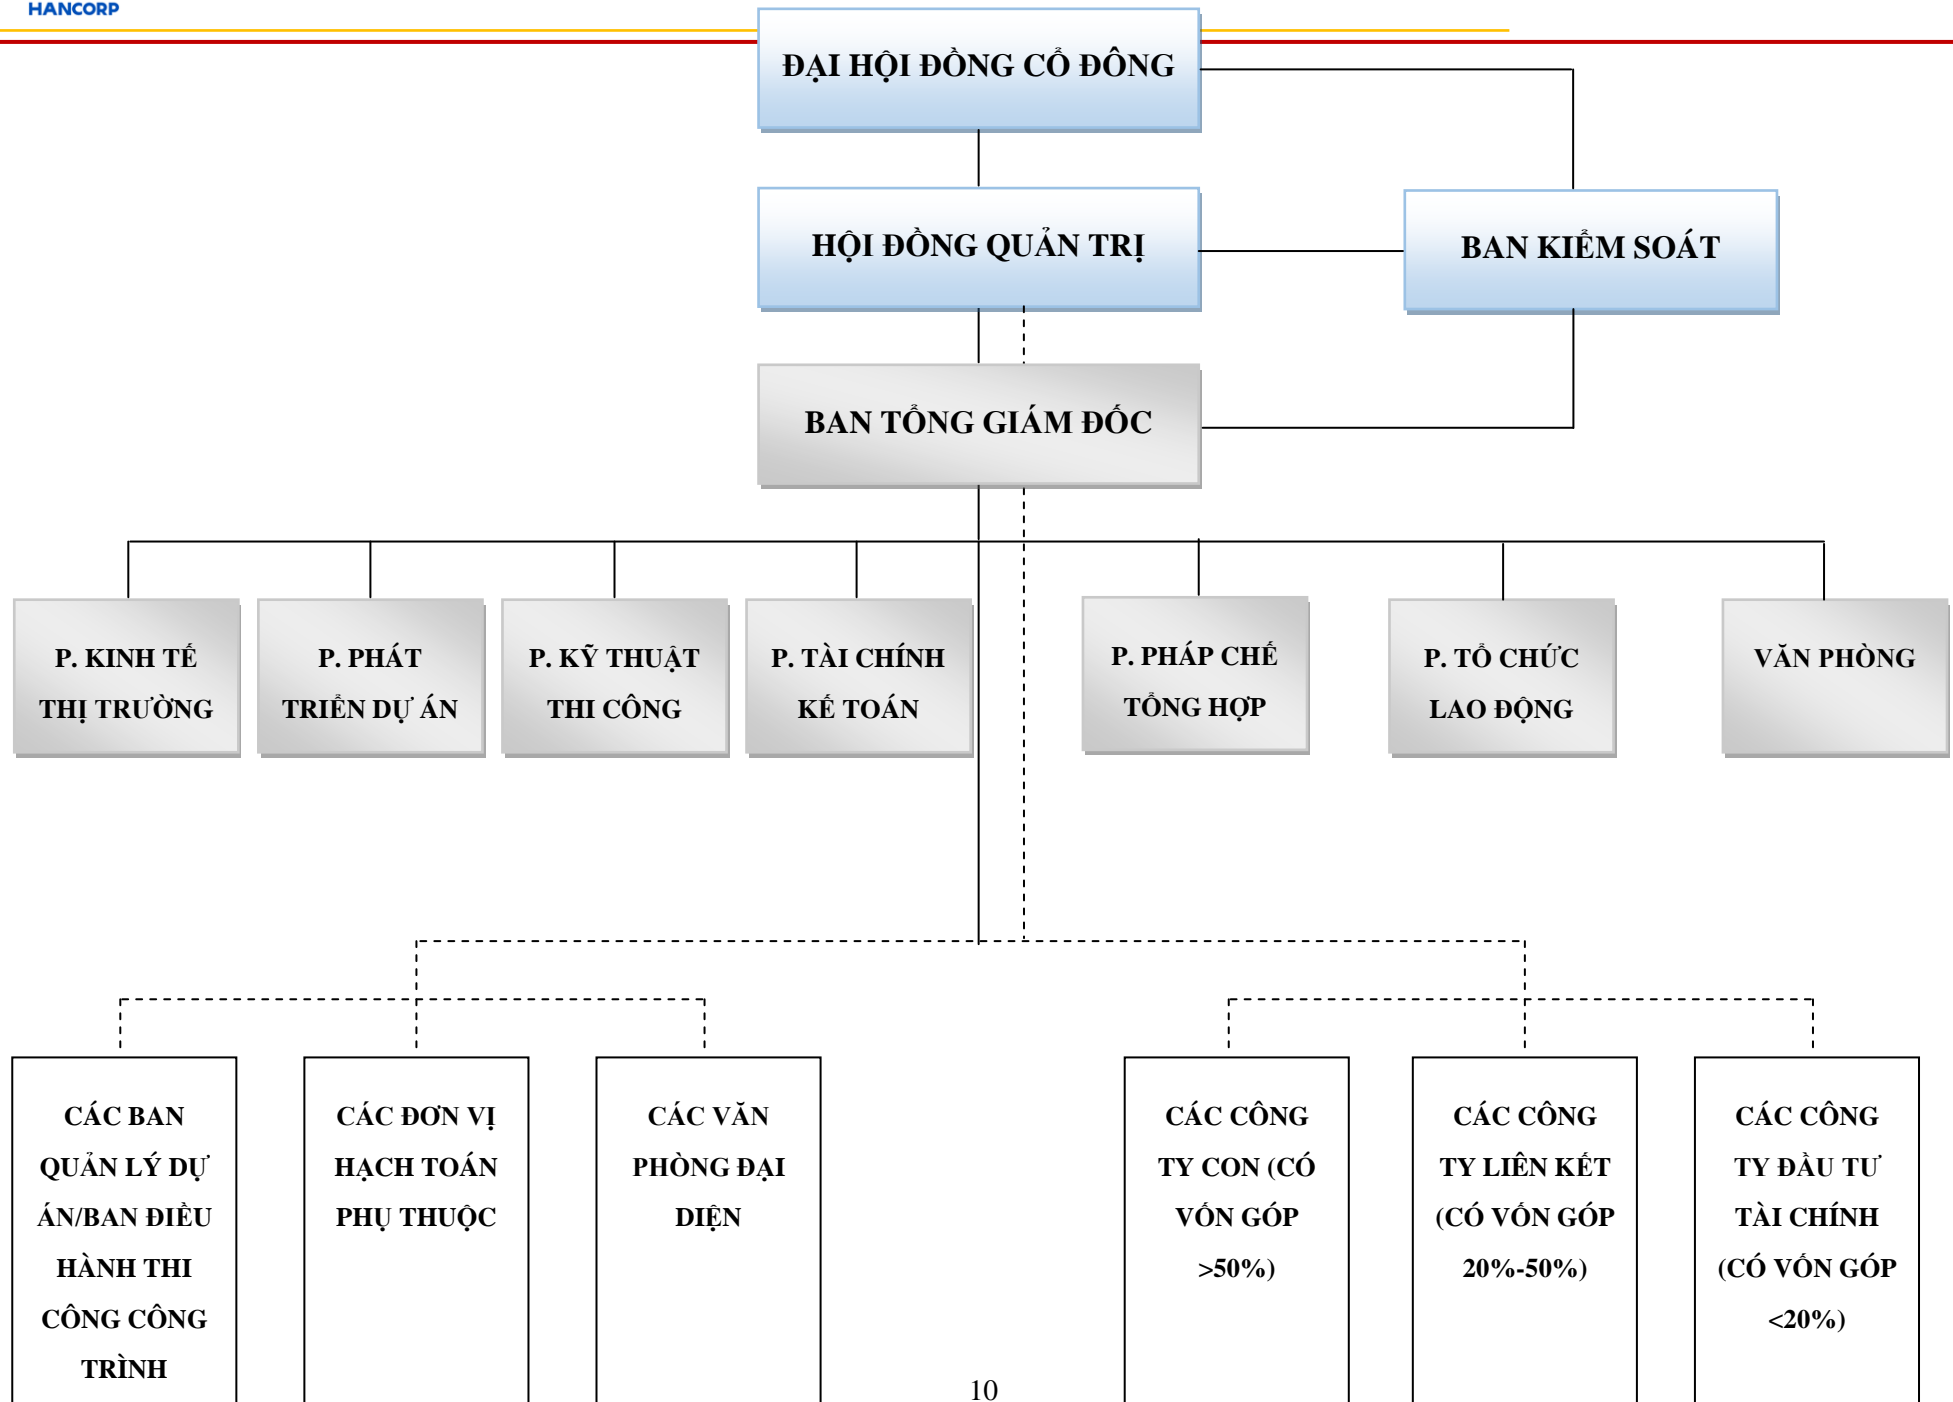 HANCORP
ĐẠI HỘI ĐỒNG CỔ ĐÔNG
HỘI ĐỒNG QUẢN TRỊ
BAN KIỂM SOÁT
BAN TỔNG GIÁM ĐỐC
P. KINH TẾ
THỊ TRƯỜNG
P. PHÁT
TRIỂN DỰ ÁN
P. KỸ THUẬT
THI CÔNG
P. TÀI CHÍNH
KẾ TOÁN
P. PHÁP CHẾ
TỔNG HỢP
P. TỔ CHỨC
LAO ĐỘNG
VĂN PHÒNG
CÁC BAN
QUẢN LÝ DỰ
ÁN/BAN ĐIỀU
HÀNH THI
CÔNG CÔNG
TRÌNH
CÁC ĐƠN VỊ
HẠCH TOÁN
PHỤ THUỘC
CÁC VĂN
PHÒNG ĐẠI
DIỆN
CÁC CÔNG
TY CON (CÓ
VỐN GÓP
>50%)
CÁC CÔNG
TY LIÊN KẾT
(CÓ VỐN GÓP
20%-50%)
CÁC CÔNG
TY ĐẦU TƯ
TÀI CHÍNH
(CÓ VỐN GÓP
<20%)
10